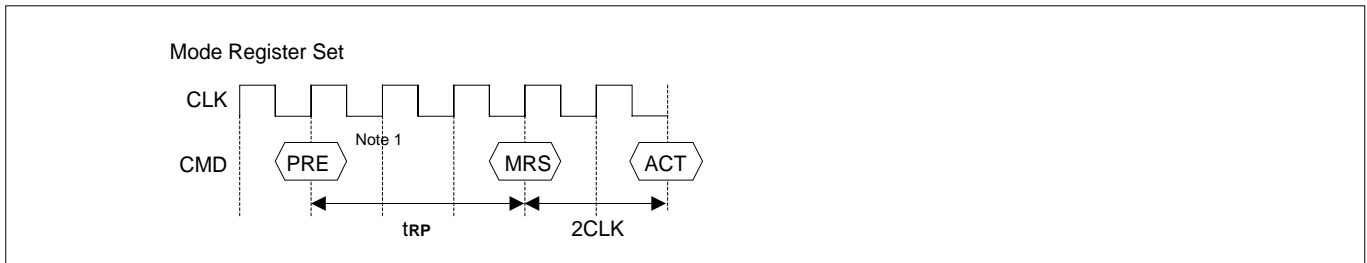 Mode Register Set
CLK
Note 1
CMD
PRE
MRS
ACT
tRP
2CLK